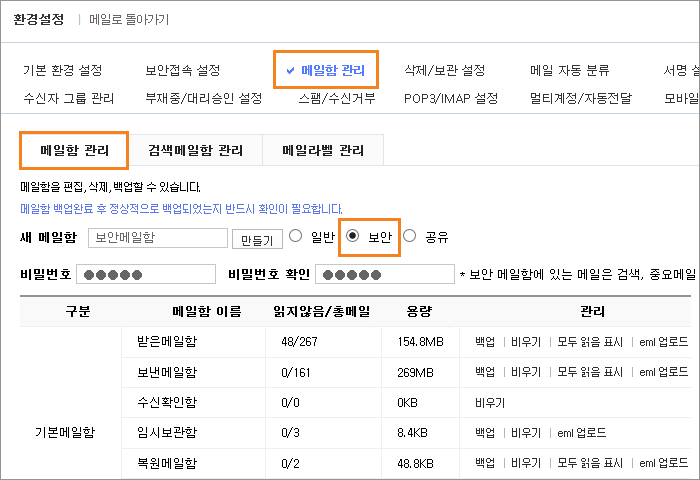 환경설정 | 메일로 돌아가기
기본 환경 설정 보안접속 설정 ✓ 메일함 관리 삭제/보관 설정 메일 자동 분류 서명
수신자 그룹 관리 부재중/대리승인 설정 스팸/수신거부 POP3/IMAP 설정 멀티계정/자동전달 모바일
메일함 관리 검색메일함 관리 메일라벨 관리
메일함을 편집, 삭제, 백업할 수 있습니다.
메일함 백업완료 후 정상적으로 백업되었는지 반드시 확인이 필요합니다.
새 메일함 보안메일함 만들기 일반 보안 공유
비밀번호 ●●●●● 비밀번호 확인 ●●●●● * 보안 메일함에 있는 메일은 검색, 중요메일
구분 메일함 이름 읽지않음/총메일 용량 관리
받은메일함 48/267 154.8MB 백업 | 비우기 | 모두 읽음 표시 | eml 업로드
보낸메일함 0/161 269MB 백업 | 비우기 | 모두 읽음 표시 | eml 업로드
수신확인함 0/0 0KB 비우기
기본메일함 임시보관함 0/3 8.4KB 백업 | 비우기 | eml 업로드
복원메일함 0/2 48.8KB 백업 | 비우기 | 모두 읽음 표시 | eml 업로드